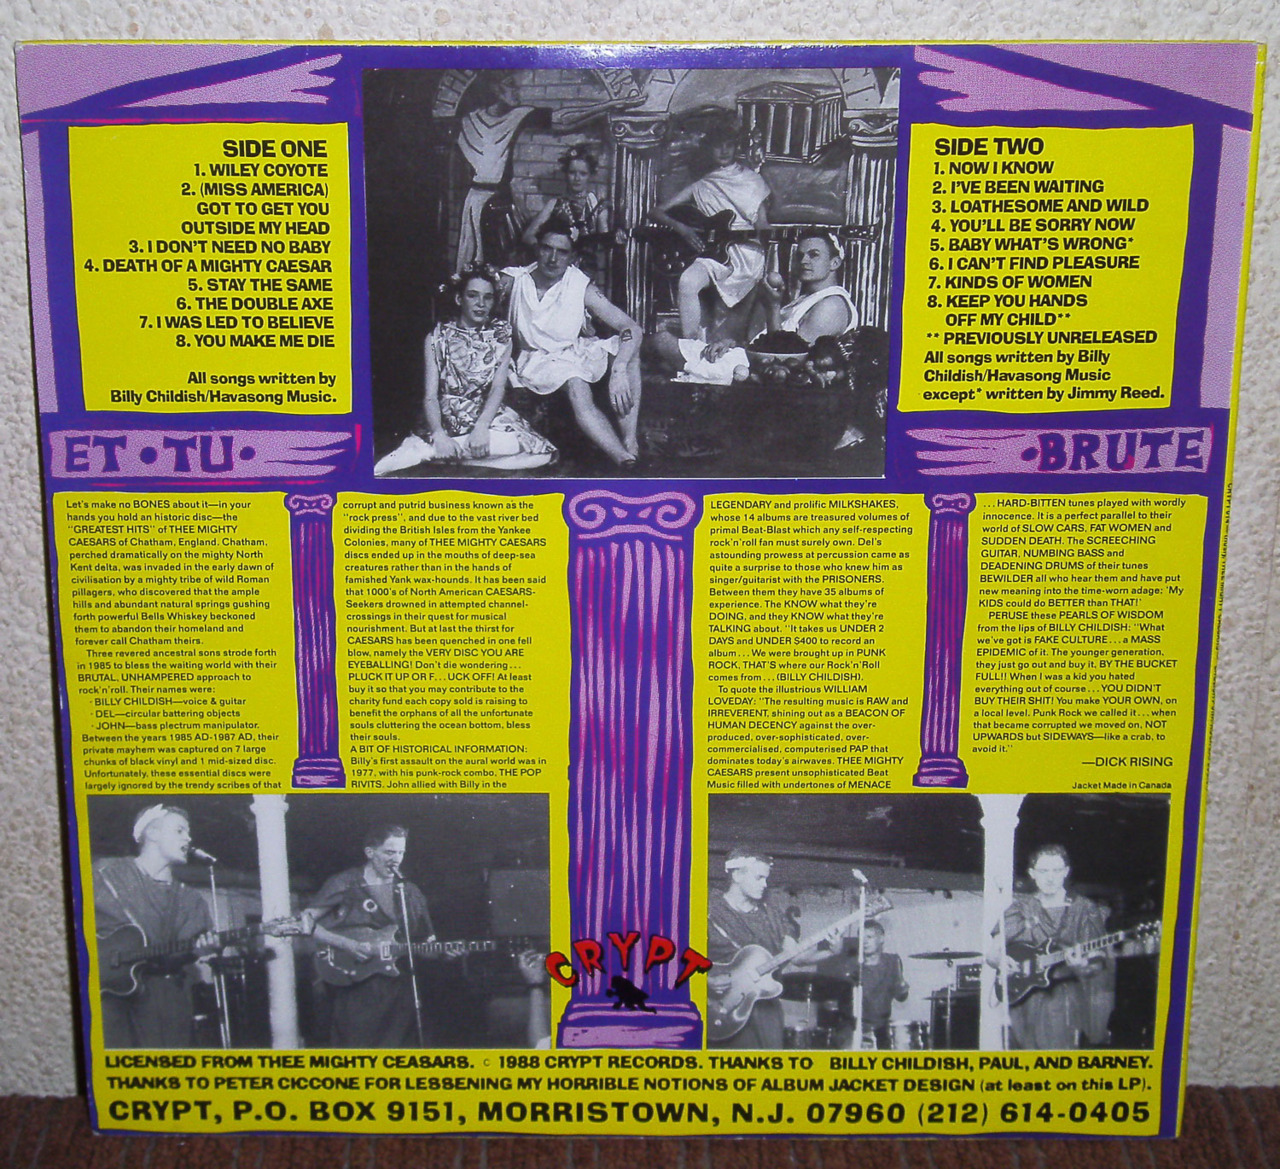 SIDE ONE
1. WILEY COYOTE
2. (MISS AMERICA)
GOT TO GET YOU
OUTSIDE MY HEAD
3. I DON'T NEED NO BABY
4. DEATH OF A MIGHTY CAESAR
5. STAY THE SAME
6. THE DOUBLE AXE
7. I WAS LED TO BELIEVE
8. YOU MAKE ME DIE
All songs written by
Billy Childish/Havasong Music.
SIDE TWO
1. NOW I KNOW
2. I'VE BEEN WAITING
3. LOATHESOME AND WILD
4. YOU'LL BE SORRY NOW
5. BABY WHAT'S WRONG*
6. I CAN'T FIND PLEASURE
7. KINDS OF WOMEN
8. KEEP YOU HANDS
OFF MY CHILD**
** PREVIOUSLY UNRELEASED
All songs written by Billy
Childish/Havasong Music
except* written by Jimmy Reed.
ET • TU •
• BRUTE
Let's make no BONES about it—in your
hands you hold an historic disc—the
"GREATEST HITS" of THEE MIGHTY
CAESARS of Chatham, England. Chatham,
perched dramatically on the mighty North
Kent delta, was invaded in the early dawn of
civilisation by a mighty tribe of wild Roman
pillagers, who discovered that the ample
hills and abundant natural springs gushing
forth powerful Bells Whiskey beckoned
them to abandon their homeland and
forever call Chatham theirs.
Three revered ancestral sons strode forth
in 1985 to bless the waiting world with their
BRUTAL, UNHAMPERED approach to
rock'n'roll. Their names were:
· BILLY CHILDISH—voice & guitar
· DEL—circular battering objects
· JOHN—bass plectrum manipulator.
Between the years 1985 AD-1987 AD, their
private mayhem was captured on 7 large
chunks of black vinyl and 1 mid-sized disc.
Unfortunately, these essential discs were
largely ignored by the trendy scribes of that
corrupt and putrid business known as the
"rock press", and due to the vast river bed
dividing the British Isles from the Yankee
Colonies, many of THEE MIGHTY CAESARS
discs ended up in the mouths of deep-sea
creatures rather than in the hands of
famished Yank wax-hounds. It has been said
that 1000's of North American CAESARS-
Seekers drowned in attempted channel-
crossings in their quest for musical
nourishment. But at last the thirst for
CAESARS has been quenched in one fell
blow, namely the VERY DISC YOU ARE
EYEBALLING! Don't die wondering...
PLUCK IT UP OR F...UCK OFF! At least
buy it so that you may contribute to the
charity fund each copy sold is raising to
benefit the orphans of all the unfortunate
souls cluttering the ocean bottom, bless
their souls.
A BIT OF HISTORICAL INFORMATION:
Billy's first assault on the aural world was in
1977, with his punk-rock combo, THE POP
RIVITS. John allied with Billy in the
LEGENDARY and prolific MILKSHAKES,
whose 14 albums are treasured volumes of
primal Beat-Blast which any self-respecting
rock'n'roll fan must surely own. Del's
astounding prowess at percussion came as
quite a surprise to those who knew him as
singer/guitarist with the PRISONERS.
Between them they have 35 albums of
experience. The KNOW what they're
DOING, and they KNOW what they're
TALKING about. "It takes US UNDER 2
DAYS and UNDER $400 to record an
album... We were brought up in PUNK
ROCK, THAT'S where our Rock'n'Roll
comes from...(BILLY CHILDISH).
To quote the illustrious WILLIAM
LOVEDAY: "The resulting music is RAW and
IRREVERENT, shining out as a BEACON OF
HUMAN DECENCY against the over-
produced, over-sophisticated, over-
commercialised, computerised PAP that
dominates today's airwaves. THEE MIGHTY
CAESARS present unsophisticated Beat
Music filled with undertones of MENACE
...HARD-BITTEN tunes played with wordly
innocence. It is a perfect parallel to their
world of SLOW CARS, FAT WOMEN and
SUDDEN DEATH. The SCREECHING
GUITAR, NUMBING BASS and
DEADENING DRUMS of their tunes
BEWILDER all who hear them and have put
new meaning into the time-worn adage; 'My
KIDS could do BETTER than THAT!'
PERUSE these PEARLS OF WISDOM
from the lips of BILLY CHILDISH: "What
we've got is FAKE CULTURE...a MASS
EPIDEMIC of it. The younger generation,
they just go out and buy it, BY THE BUCKET
FULL!! When I was a kid you hated
everything out of course...YOU DIDN'T
BUY THEIR SHIT! You make YOUR OWN, on
a local level. Punk Rock we called it...when
that became corrupted we moved on, NOT
UPWARDS but SIDEWAYS—like a crab, to
avoid it."
—DICK RISING
Jacket Made in Canada
CRYPT
LICENSED FROM THEE MIGHTY CEASARS. © 1988 CRYPT RECORDS. THANKS TO BILLY CHILDISH, PAUL, AND BARNEY.
THANKS TO PETER CICCONE FOR LESSENING MY HORRIBLE NOTIONS OF ALBUM JACKET DESIGN (at least on this LP).
CRYPT, P.O. BOX 9151, MORRISTOWN, N.J. 07960 (212) 614-0405